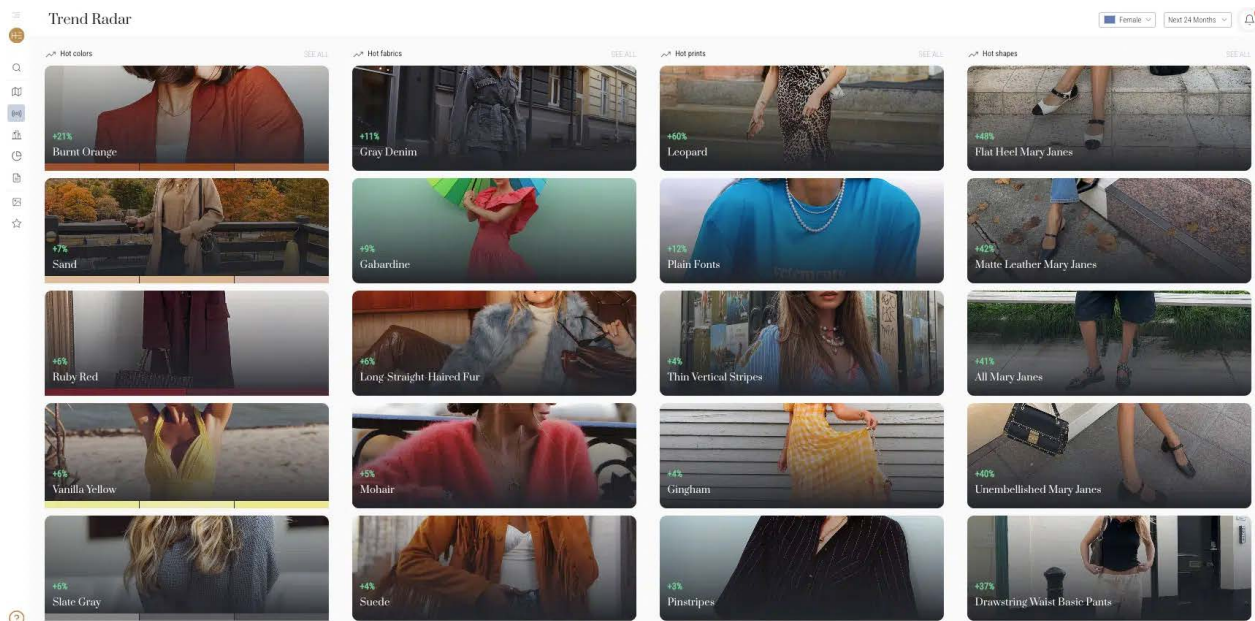 Trend Radar
Female
Next 24 Months
Hot colors
SEE ALL
+21%
Burnt Orange
+7%
Sand
+6%
Ruby Red
+6%
Vanilla Yellow
+6%
Slate Gray
Hot fabrics
SEE ALL
+11%
Gray Denim
+9%
Gabardine
+6%
Long-Straight-Haired Fur
+5%
Mohair
+4%
Suede
Hot prints
SEE ALL
+60%
Leopard
+12%
Plain Fonts
+4%
Thin Vertical Stripes
+4%
Gingham
+3%
Pinstripes
Hot shapes
SEE ALL
+48%
Flat Heel Mary Janes
+42%
Matte Leather Mary Janes
+41%
All Mary Janes
+40%
Unembellished Mary Janes
+37%
Drawstring Waist Basic Pants
?